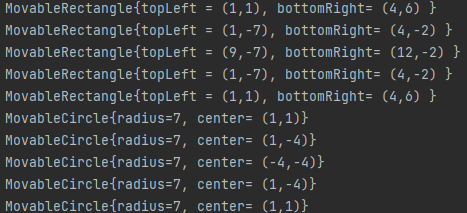 MovableRectangle{topLeft = (1,1), bottomRight= (4,6) }
MovableRectangle{topLeft = (1,-7), bottomRight= (4,-2) }
MovableRectangle{topLeft = (9,-7), bottomRight= (12,-2) }
MovableRectangle{topLeft = (1,-7), bottomRight= (4,-2) }
MovableRectangle{topLeft = (1,1), bottomRight= (4,6) }
MovableCircle{radius=7, center= (1,1)}
MovableCircle{radius=7, center= (1,-4)}
MovableCircle{radius=7, center= (-4,-4)}
MovableCircle{radius=7, center= (1,-4)}
MovableCircle{radius=7, center= (1,1)}